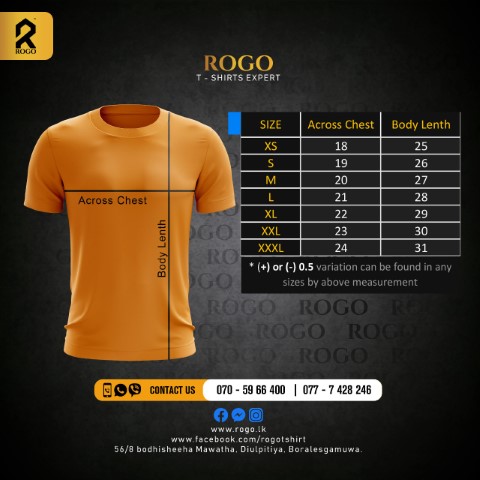 ROGO
ROGO
T - SHIRTS EXPERT
SIZE Across Chest Body Lenth
XS 18 25
S 19 26
M 20 27
L 21 28
XL 22 29
XXL 23 30
XXXL 24 31
* (+) or (-) 0.5 variation can be found in any
sizes by above measurement
Across Chest
Body Lenth
CONTACT US 070 - 59 66 400 | 077 - 7 428 246
www.rogo.lk
www.facebook.com/rogotshirt
56/8 bodhisheeha Mawatha, Diulpitiya, Boralesgamuwa.